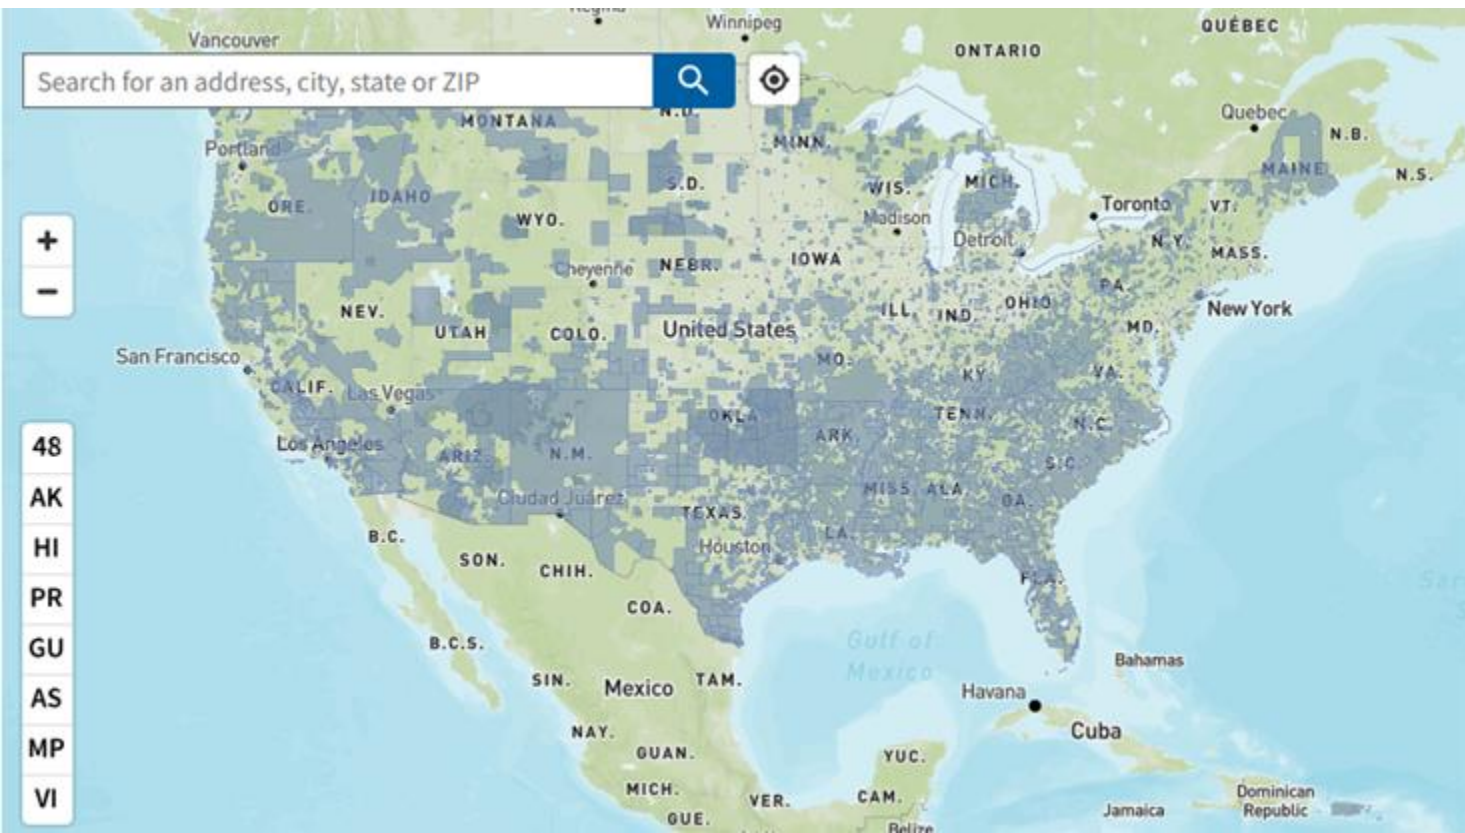 Regina
Winnipeg
QUÉBEC
Vancouver
ONTARIO
Search for an address, city, state or ZIP
N.D.
MONTANA
Quebec
N.B.
MINN.
Portland
MAINE
N.S.
WIS.
MICH.
S.D.
IDAHO
ORE.
Toronto
VT.
WYO.
Madison
Detroit
N.Y.
MASS.
+
Cheyenne
NEBR.
IOWA
PA.
−
NEV.
UTAH
COLO.
United States
ILL.
IND.
OHIO
New York
MD.
San Francisco
MO.
KY.
VA.
CALIF.
Las Vegas
OKLA.
TENN.
N.C.
ARK.
48
Los Angeles
ARIZ.
N.M.
S.C.
AK
Ciudad Juárez
MISS.
ALA.
GA.
TEXAS
B.C.
LA.
HI
SON.
CHIH.
Houston
FLA.
PR
COA.
GU
B.C.S.
Gulf of
Mexico
Bahamas
SIN.
Mexico
TAM.
AS
Havana
Cuba
NAY.
MP
GUAN.
YUC.
VI
MICH.
VER.
CAM.
Dominican
Republic
Jamaica
GUE.
Belize